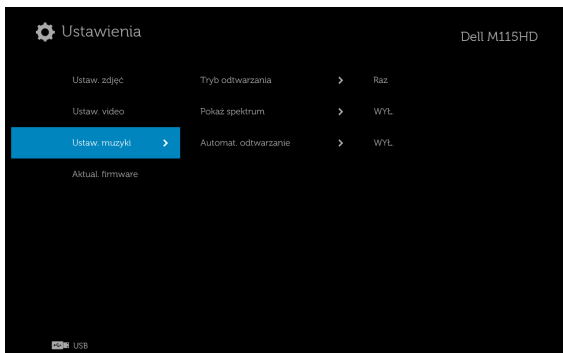 Ustawienia
Dell M115HD
Ustaw. zdjęć Tryb odtwarzania Raz
Ustaw. video Pokaż spektrum WYŁ.
Ustaw. muzyki Automat. odtwarzanie WYŁ.
Aktual. firmware
USB